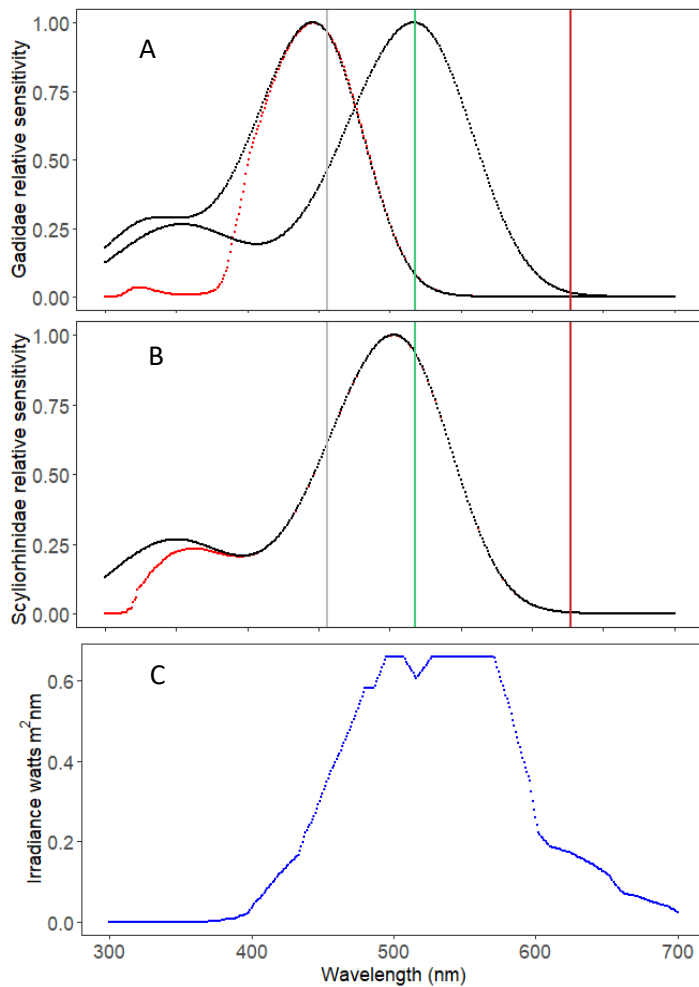 A
1.00
0.75
0.50
0.25
0.00
Gadidae relative sensitivity
B
1.00
0.75
0.50
0.25
0.00
Scyliorhinidae relative sensitivity
C
0.6
0.4
0.2
0.0
Irradiance watts m²nm
300 400 500 600 700
Wavelength (nm)